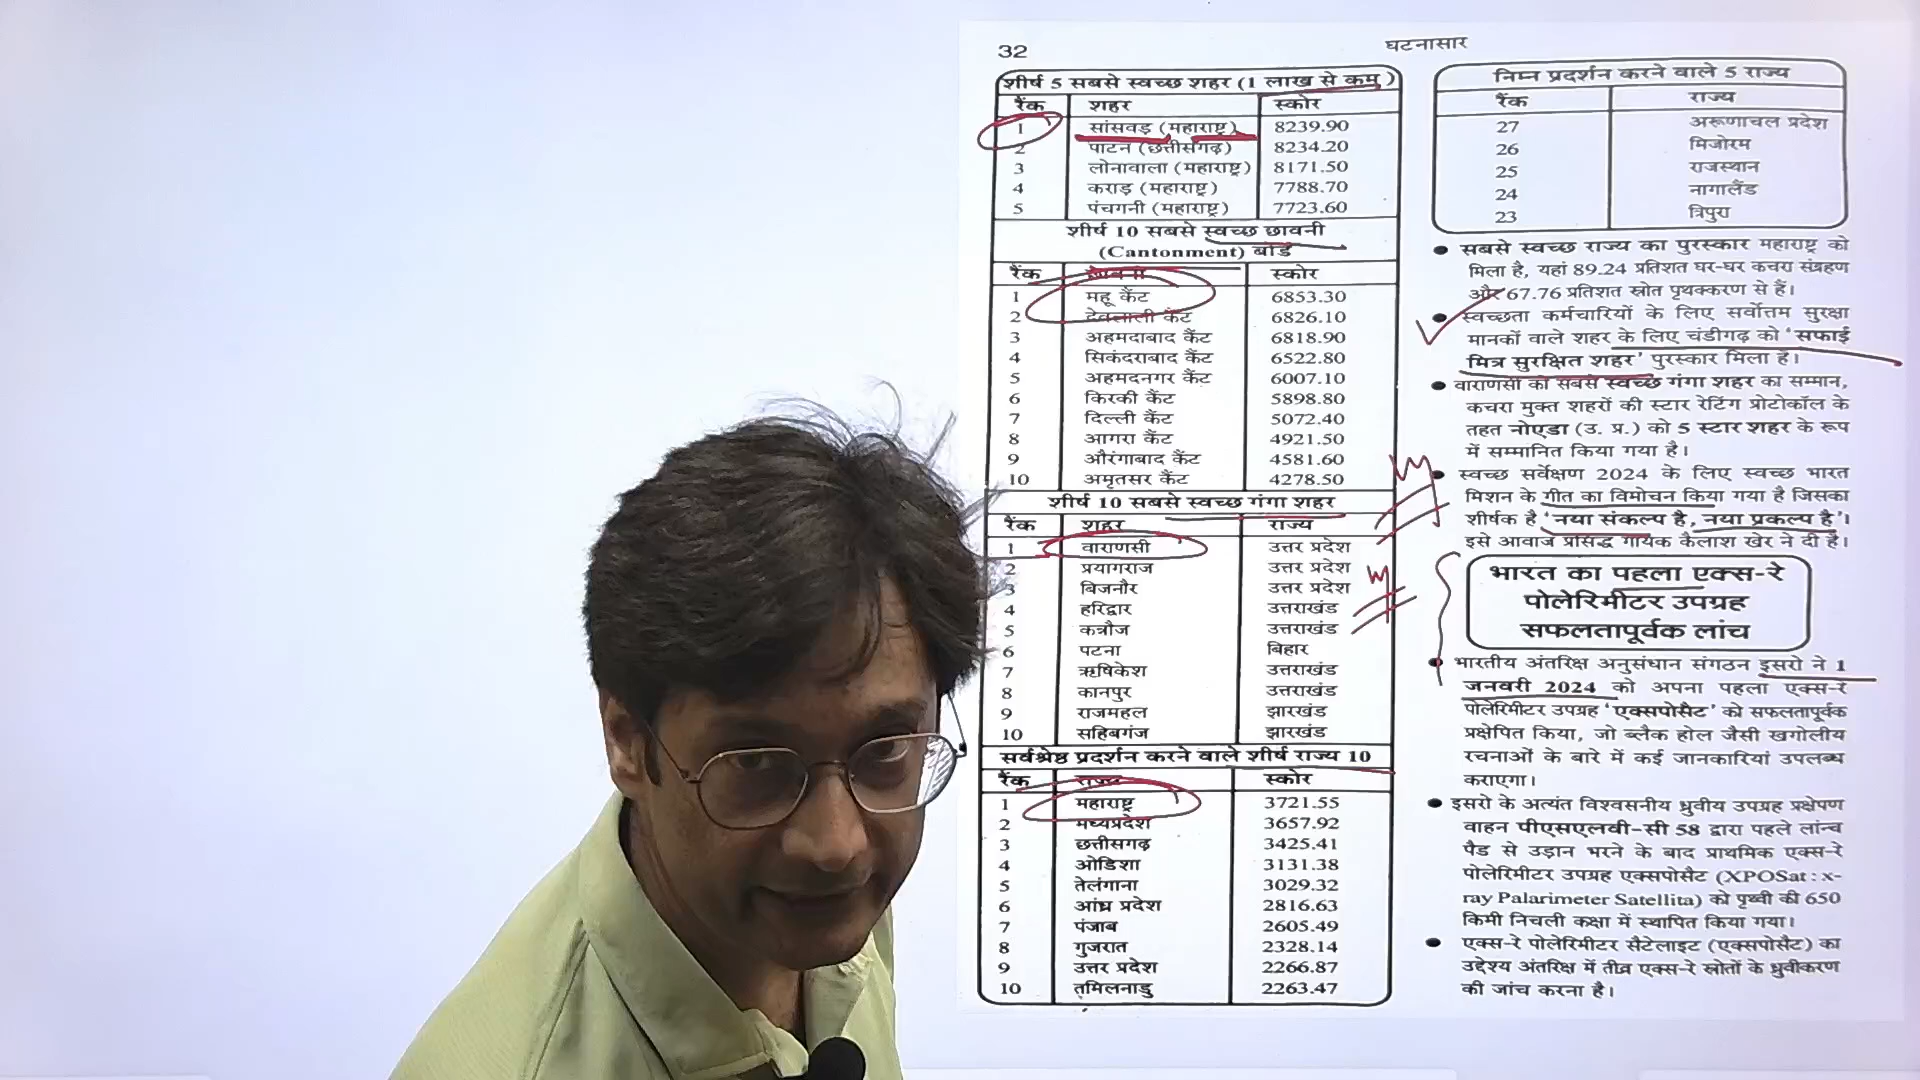 32
घटनासार
शीर्ष 5 सबसे स्वच्छ शहर (1 लाख से कम)
रैंक शहर स्कोर
1 सांसवड़ (महाराष्ट्र) 8239.90
2 पाटन (छत्तीसगढ़) 8234.20
3 लोनावाला (महाराष्ट्र) 8171.50
4 कराड़ (महाराष्ट्र) 7788.70
5 पंचगनी (महाराष्ट्र) 7723.60
शीर्ष 10 सबसे स्वच्छ छावनी
(Cantonment) बोर्ड
रैंक छावनी स्कोर
1 महू कैंट 6853.30
2 देवलाली कैंट 6826.10
3 अहमदाबाद कैंट 6818.90
4 सिकंदराबाद कैंट 6522.80
5 अहमदनगर कैंट 6007.10
6 किरकी कैंट 5898.80
7 दिल्ली कैंट 5072.40
8 आगरा कैंट 4921.50
9 औरंगाबाद कैंट 4581.60
10 अमृतसर कैंट 4278.50
शीर्ष 10 सबसे स्वच्छ गंगा शहर
रैंक शहर राज्य
1 वाराणसी उत्तर प्रदेश
2 प्रयागराज उत्तर प्रदेश
3 बिजनौर उत्तर प्रदेश
4 हरिद्वार उत्तराखंड
5 कन्नौज उत्तराखंड
6 पटना बिहार
7 ऋषिकेश उत्तराखंड
8 कानपुर उत्तराखंड
9 राजमहल झारखंड
10 सहिबगंज झारखंड
सर्वश्रेष्ठ प्रदर्शन करने वाले शीर्ष राज्य 10
रैंक राज्य स्कोर
1 महाराष्ट्र 3721.55
2 मध्यप्रदेश 3657.92
3 छत्तीसगढ़ 3425.41
4 ओडिशा 3131.38
5 तेलंगाना 3029.32
6 आंध्र प्रदेश 2816.63
7 पंजाब 2605.49
8 गुजरात 2328.14
9 उत्तर प्रदेश 2266.87
10 तमिलनाडु 2263.47
निम्न प्रदर्शन करने वाले 5 राज्य
रैंक राज्य
27 अरूणाचल प्रदेश
26 मिजोरम
25 राजस्थान
24 नागालैंड
23 त्रिपुरा
● सबसे स्वच्छ राज्य का पुरस्कार महाराष्ट्र को
मिला है, यहां 89.24 प्रतिशत घर-घर कचरा संग्रहण
और 67.76 प्रतिशत स्रोत पृथक्करण से हैं।
● स्वच्छता कर्मचारियों के लिए सर्वोत्तम सुरक्षा
मानकों वाले शहर के लिए चंडीगढ़ को 'सफाई
मित्र सुरक्षित शहर' पुरस्कार मिला है।
● वाराणसी को सबसे स्वच्छ गंगा शहर का सम्मान,
कचरा मुक्त शहरों की स्टार रेटिंग प्रोटोकॉल के
तहत नोएडा (उ. प्र.) को 5 स्टार शहर के रूप
में सम्मानित किया गया है।
● स्वच्छ सर्वेक्षण 2024 के लिए स्वच्छ भारत
मिशन के गीत का विमोचन किया गया है जिसका
शीर्षक है 'नया संकल्प है, नया प्रकल्प है'।
इसे आवाज प्रसिद्ध गायक कैलाश खेर ने दी है।
भारत का पहला एक्स-रे
पोलेरिमीटर उपग्रह
सफलतापूर्वक लांच
● भारतीय अंतरिक्ष अनुसंधान संगठन इसरो ने 1
जनवरी 2024 को अपना पहला एक्स-रे
पोलेरिमीटर उपग्रह 'एक्सपोसैट' को सफलतापूर्वक
प्रक्षेपित किया, जो ब्लैक होल जैसी खगोलीय
रचनाओं के बारे में कई जानकारियां उपलब्ध
कराएगा।
● इसरो के अत्यंत विश्वसनीय ध्रुवीय उपग्रह प्रक्षेपण
वाहन पीएसएलवी-सी 58 द्वारा पहले लांन्च
पैड से उड़ान भरने के बाद प्राथमिक एक्स-रे
पोलेरिमीटर उपग्रह एक्सपोसैट (XPOSat : x-
ray Palarimeter Satellita) को पृथ्वी की 650
किमी निचली कक्षा में स्थापित किया गया।
● एक्स-रे पोलेरिमीटर सैटेलाइट (एक्सपोसैट) का
उद्देश्य अंतरिक्ष में तीव्र एक्स-रे स्रोतों के ध्रुवीकरण
की जांच करना है।